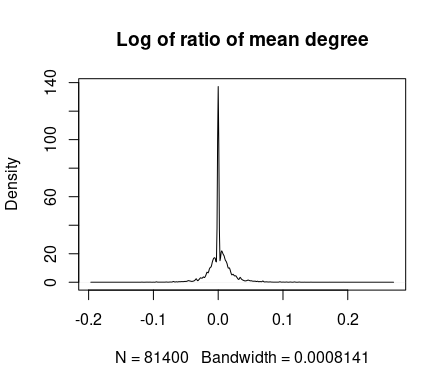 Log of ratio of mean degree
Density
140
100
60
20
0
-0.2 -0.1 0.0 0.1 0.2
N = 81400 Bandwidth = 0.0008141